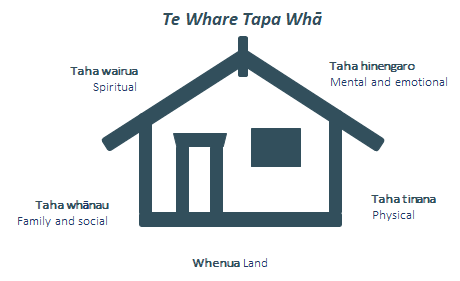 Te Whare Tapa Whā
Taha wairua
Spiritual
Taha hinengaro
Mental and emotional
Taha whānau
Family and social
Taha tinana
Physical
Whenua Land